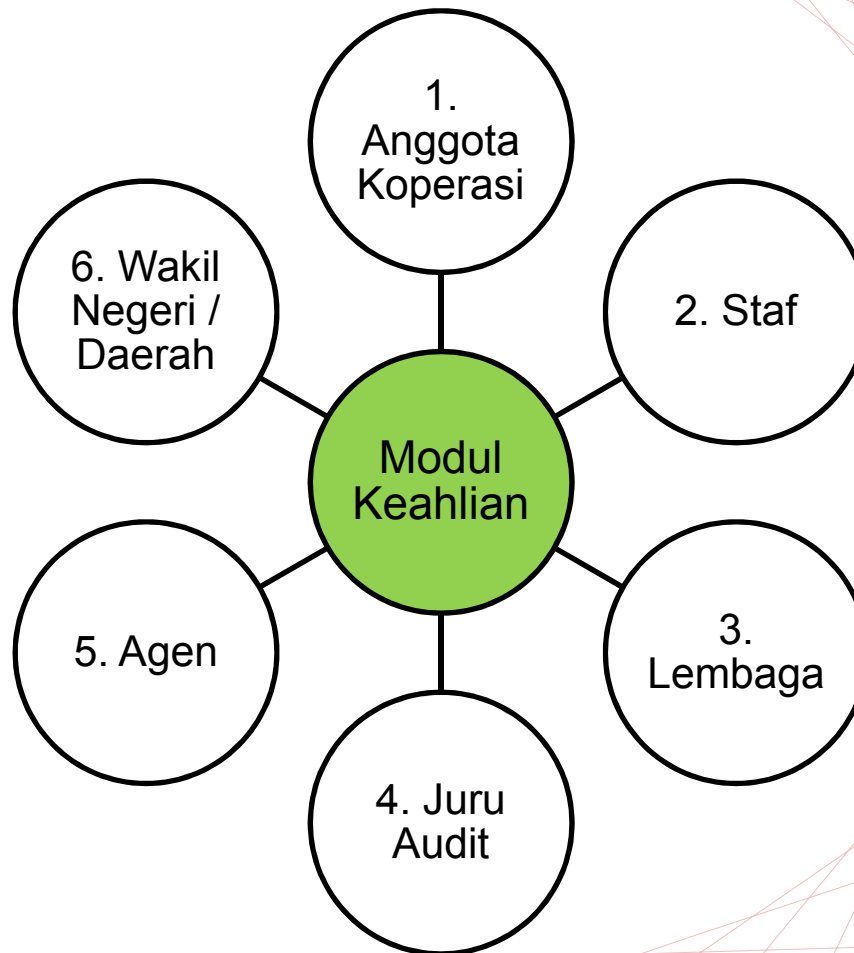 1.
Anggota
Koperasi
2. Staf
3.
Lembaga
4. Juru
Audit
5. Agen
6. Wakil
Negeri /
Daerah
Modul
Keahlian